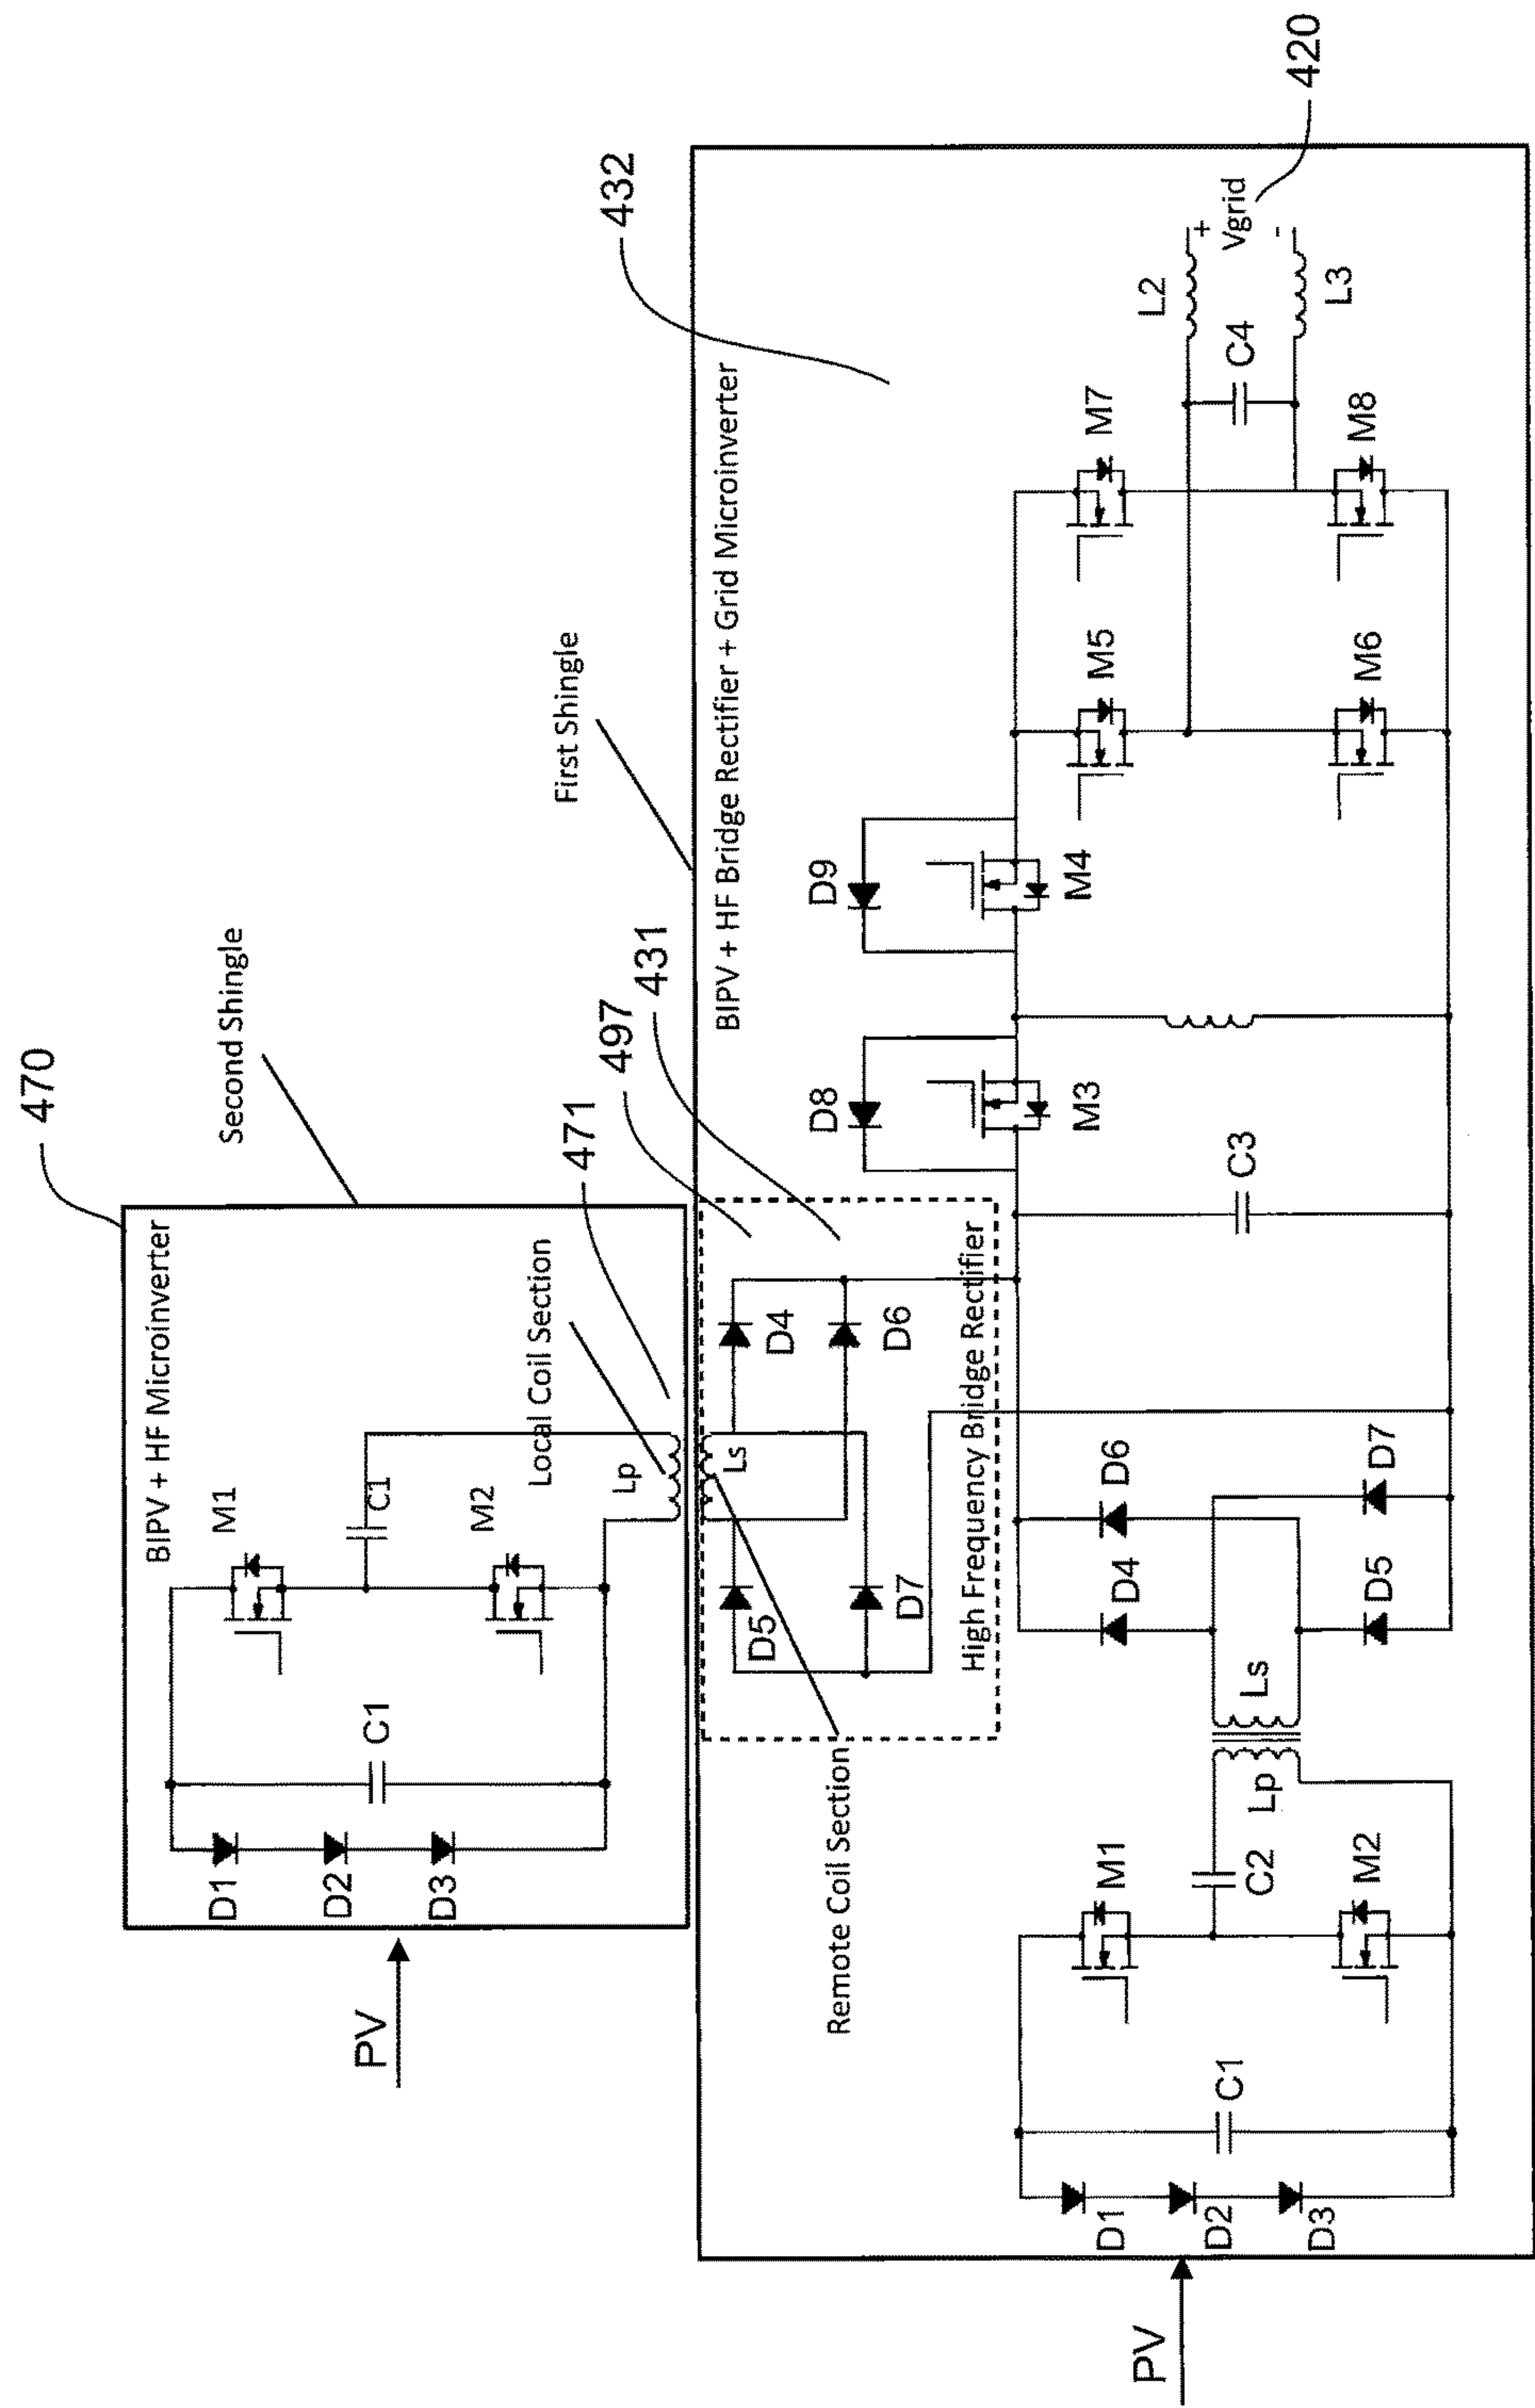 470
Second Shingle
BIPV + HF Microinverter
M1
C1
C1
M2
D1
D2
D3
PV
Local Coil Section
Lp
471
497
431
First Shingle
432
BIPV + HF Bridge Rectifier + Grid Microinverter
Ls
D4
D6
D5
D7
High Frequency Bridge Rectifier
Remote Coil Section
D8
M3
D9
M4
C3
M5
M6
M7
M8
C4
L2
L3
+
Vgrid
-
420
D6
D4
D7
D5
Ls
Lp
C2
M1
M2
C1
D1
D2
D3
PV